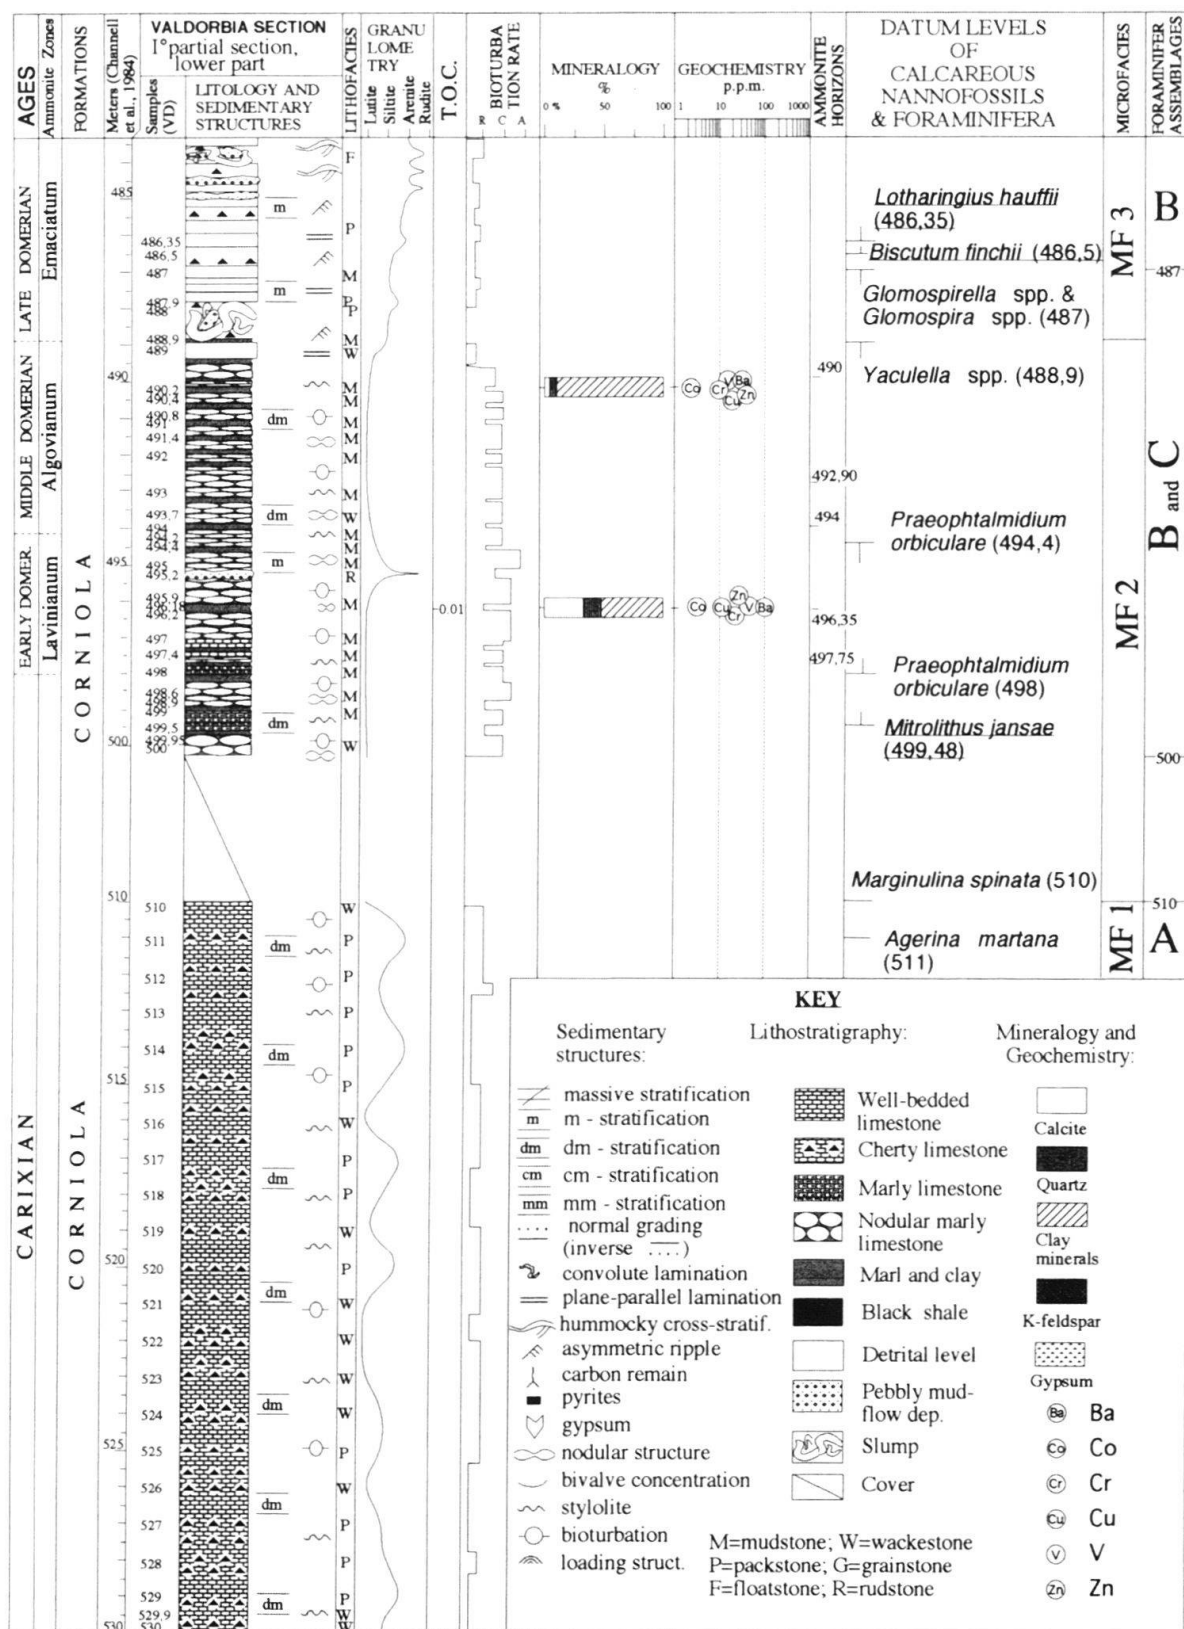 AGES
Ammonite Zones
FORMATIONS
Meters (Channell
et al., 1984)
VALDORBIA SECTION
I° partial section,
lower part
Samples
(VD)
LITOLOGY AND
SEDIMENTARY
STRUCTURES
LITHOFACIES
GRANU
LOME
TRY
Lutite
Siltite
Arenite
Rudite
T.O.C.
BIOTURBA
TION RATE
R C A
MINERALOGY
%
0 % 50 100
GEOCHEMISTRY
p.p.m.
1 10 100 1000
AMMONITE
HORIZONS
DATUM LEVELS
OF
CALCAREOUS
NANNOFOSSILS
& FORAMINIFERA
MICROFACIES
FORAMINIFER
ASSEMBLAGES
LATE DOMERIAN
Emaciatum
MIDDLE DOMERIAN
Algovianum
EARLY DOMER.
Lavinianum
CORNIOLA
CARIXIAN
CORNIOLA
485
490
495
500
510
515
520
525
530
486,35
486,5
487
487,9
488
488,9
489
490,2
490,4
490,8
491
491,4
492
493
493,7
494
494,2
494,4
495
495,2
495,9
496,18
496,2
497
497,4
498
498,6
498,8
498,9
499
499,5
499,95
500
510
511
512
513
514
515
516
517
518
519
520
521
522
523
524
525
526
527
528
529
529,9
530
m
m
dm
dm
m
dm
dm
dm
dm
dm
dm
dm
dm
F
P
M
P
P
M
W
M
M
M
M
M
M
M
W
M
M
M
R
M
M
M
M
M
W
W
P
P
P
P
P
W
P
P
W
P
W
W
W
W
P
W
P
P
P
W
W
0.01
Co Cr V Ba Cu Zn
Co Cu Zn V Ba Cr
490
492,90
494
496,35
497,75
Lotharingius hauffii
(486,35)
Biscutum finchii (486,5)
Glomospirella spp. &
Glomospira spp. (487)
Yaculella spp. (488,9)
Praeophtalmidium
orbiculare (494,4)
Praeophtalmidium
orbiculare (498)
Mitrolithus jansae
(499,48)
Marginulina spinata (510)
Agerina martana
(511)
MF 3
MF 2
MF 1
B
487
B and C
500
510
A
KEY
Sedimentary
structures:
massive stratification
m m - stratification
dm dm - stratification
cm cm - stratification
mm mm - stratification
normal grading
(inverse ....)
convolute lamination
plane-parallel lamination
hummocky cross-stratif.
asymmetric ripple
carbon remain
pyrites
gypsum
nodular structure
bivalve concentration
stylolite
bioturbation
loading struct.
Lithostratigraphy:
Well-bedded
limestone
Cherty limestone
Marly limestone
Nodular marly
limestone
Marl and clay
Black shale
Detrital level
Pebbly mud-
flow dep.
Slump
Cover
Mineralogy and
Geochemistry:
Calcite
Quartz
Clay
minerals
K-feldspar
Gypsum
Ba Ba
Co Co
Cr Cr
Cu Cu
V V
Zn Zn
M=mudstone; W=wackestone
P=packstone; G=grainstone
F=floatstone; R=rudstone